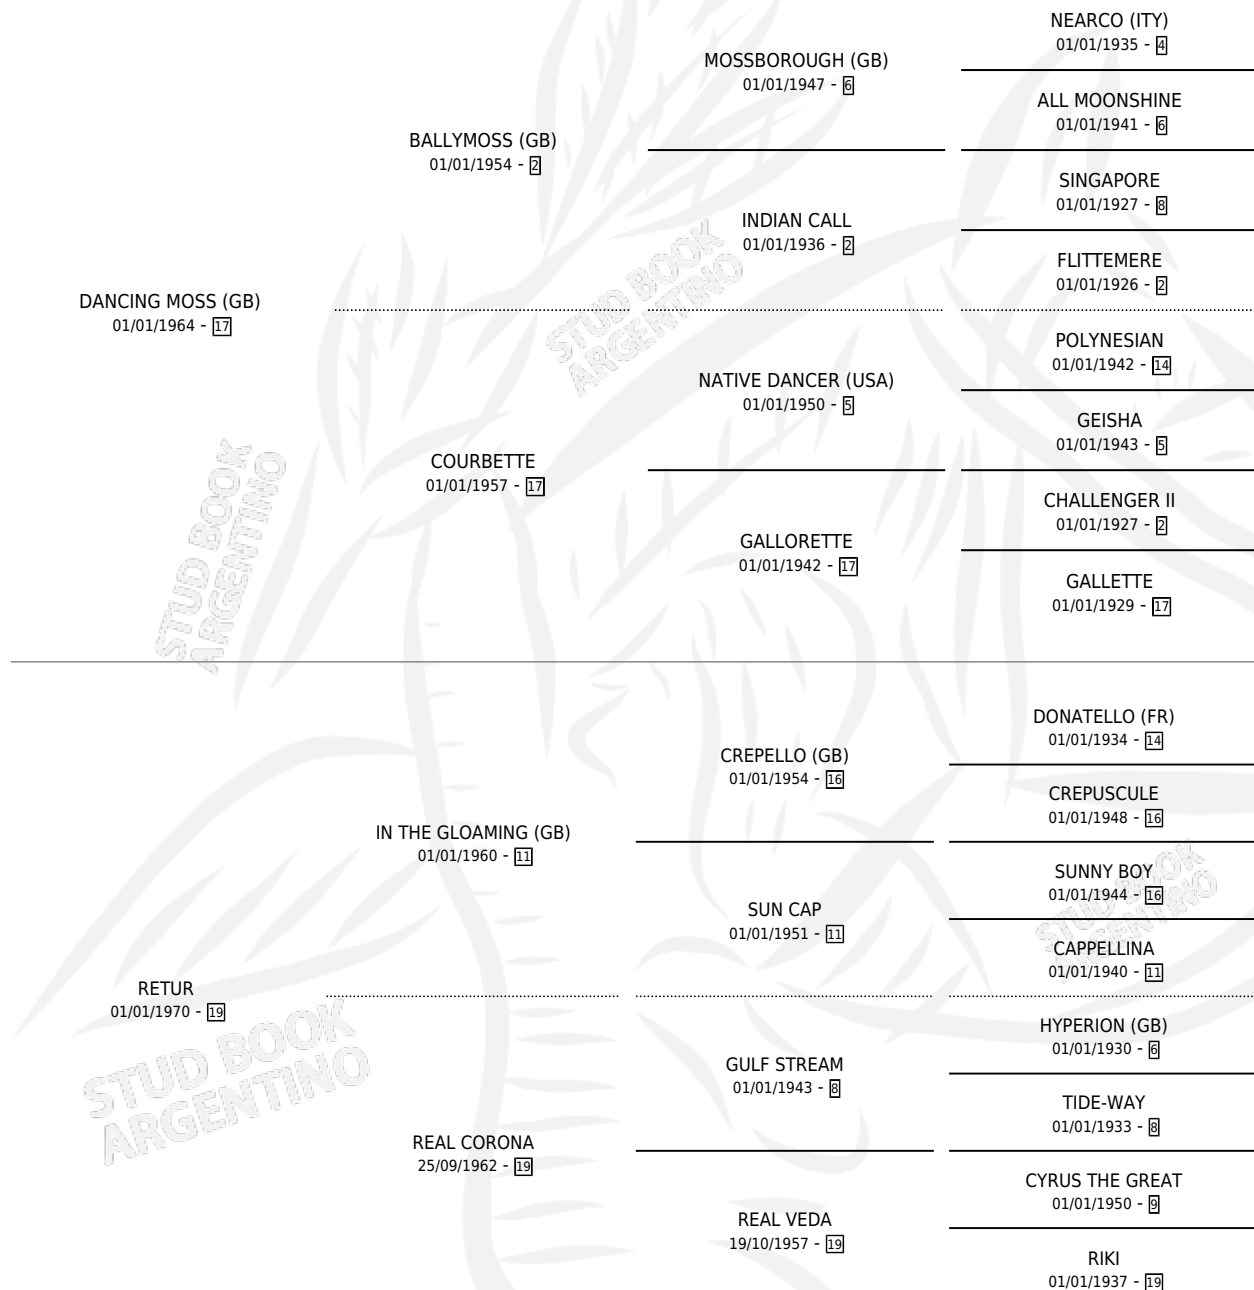 NEARCO (ITY)
01/01/1935 - 4
MOSSBOROUGH (GB)
01/01/1947 - 6
ALL MOONSHINE
01/01/1941 - 6
BALLYMOSS (GB)
01/01/1954 - 2
SINGAPORE
01/01/1927 - 8
INDIAN CALL
01/01/1936 - 2
FLITTEMERE
01/01/1926 - 2
DANCING MOSS (GB)
01/01/1964 - 17
STUD BOOK
ARGENTINO
POLYNESIAN
01/01/1942 - 14
NATIVE DANCER (USA)
01/01/1950 - 5
GEISHA
01/01/1943 - 5
COURBETTE
01/01/1957 - 17
CHALLENGER II
01/01/1927 - 2
GALLORETTE
01/01/1942 - 17
GALLETTE
01/01/1929 - 17
STUD BOOK
ARGENTINO
DONATELLO (FR)
01/01/1934 - 14
CREPELLO (GB)
01/01/1954 - 16
CREPUSCULE
01/01/1948 - 16
IN THE GLOAMING (GB)
01/01/1960 - 11
SUNNY BOY
01/01/1944 - 16
SUN CAP
01/01/1951 - 11
CAPPELLINA
01/01/1940 - 11
STUD BOOK
ARGENTINO
RETUR
01/01/1970 - 19
HYPERION (GB)
01/01/1930 - 6
GULF STREAM
01/01/1943 - 8
TIDE-WAY
01/01/1933 - 8
STUD BOOK
ARGENTINO
REAL CORONA
25/09/1962 - 19
CYRUS THE GREAT
01/01/1950 - 9
REAL VEDA
19/10/1957 - 19
RIKI
01/01/1937 - 19